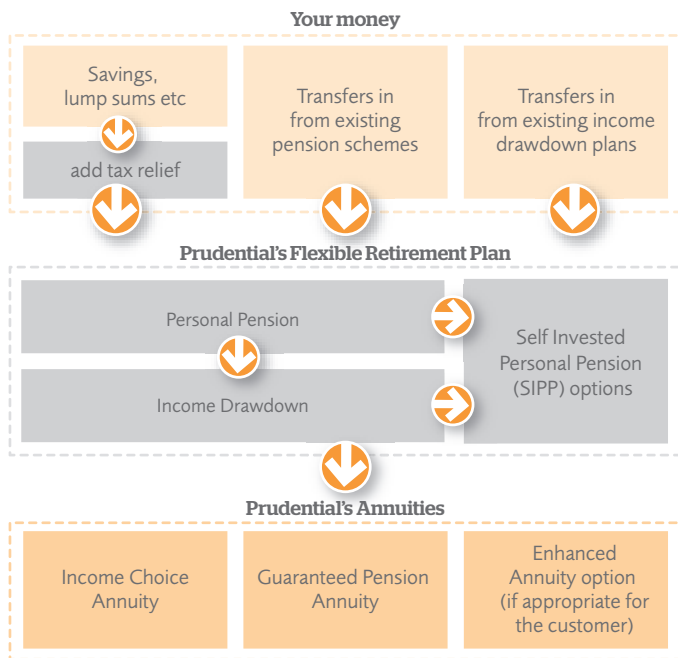 Your money
Savings,
lump sums etc
add tax relief
Transfers in
from existing
pension schemes
Transfers in
from existing income
drawdown plans
Prudential's Flexible Retirement Plan
Personal Pension
Income Drawdown
Self Invested
Personal Pension
(SIPP) options
Prudential's Annuities
Income Choice
Annuity
Guaranteed Pension
Annuity
Enhanced
Annuity option
(if appropriate for
the customer)